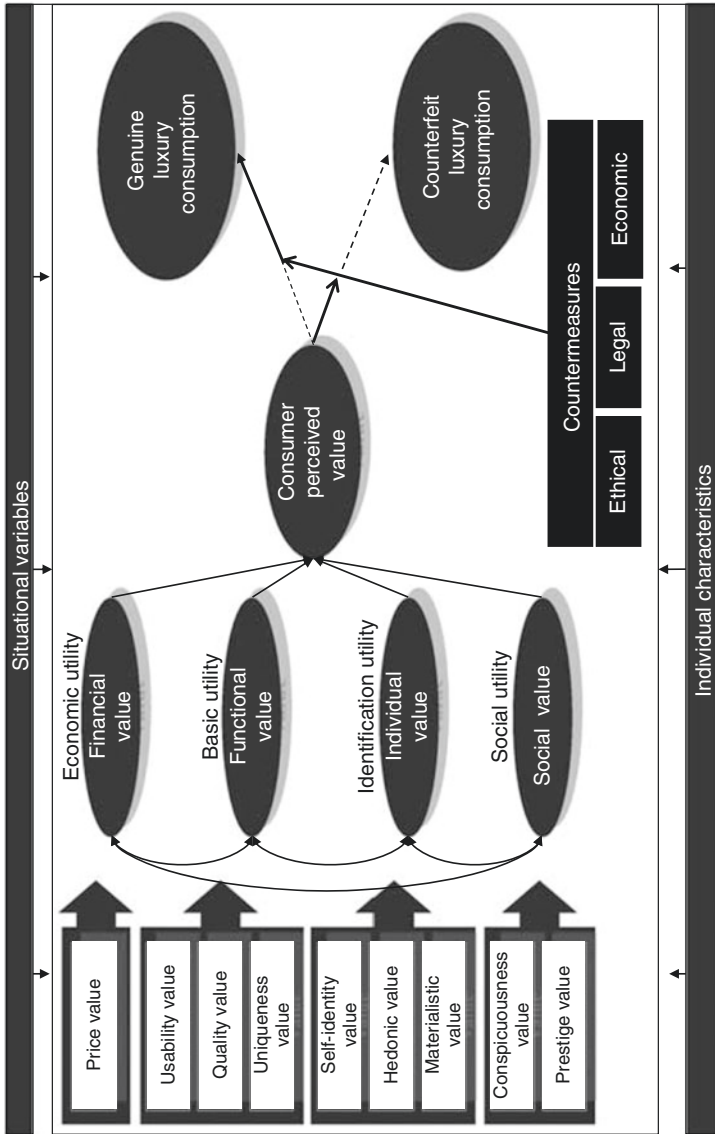 Situational variables
Price value
Usability value
Quality value
Uniqueness
value
Self-identity
value
Hedonic value
Materialistic
value
Conspicuousness
value
Prestige value
Economic utility
Financial
value
Basic utility
Functional
value
Identification utility
Individual
value
Social utility
Social value
Consumer
perceived
value
Genuine
luxury
consumption
Counterfeit
luxury
consumption
Countermeasures
Ethical
Legal
Economic
Individual characteristics